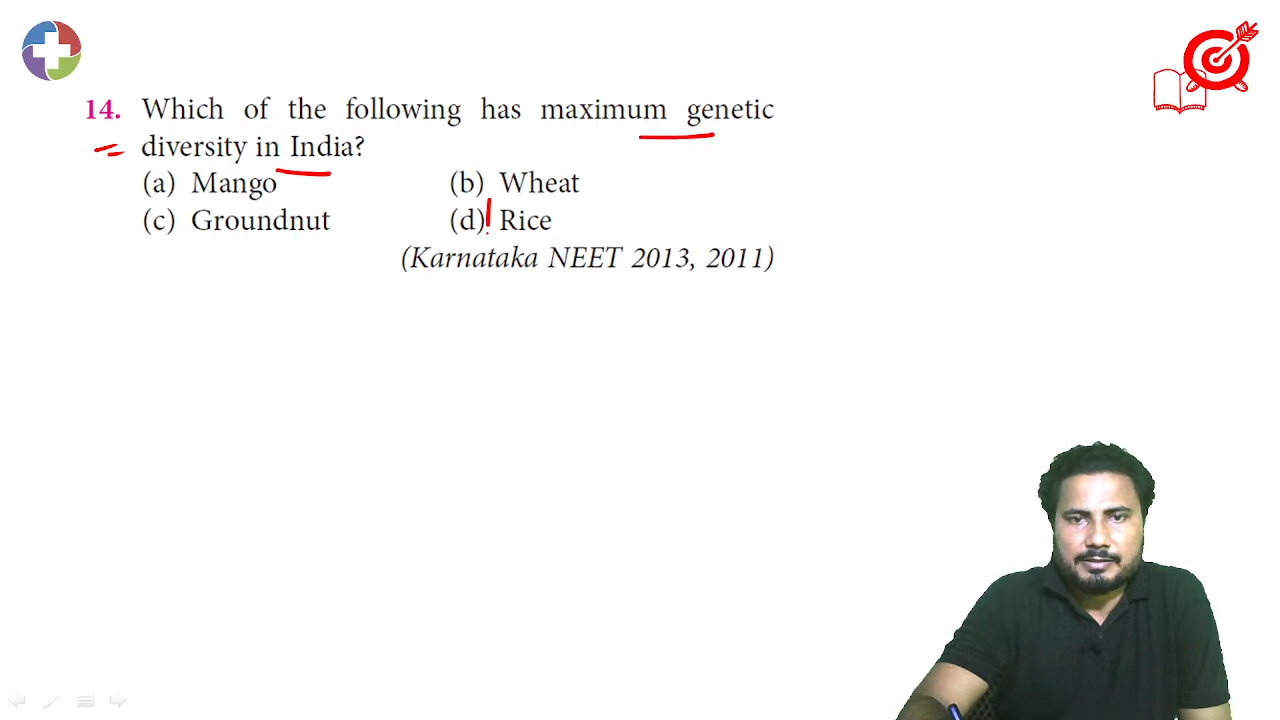 14. Which of the following has maximum genetic
diversity in India?
(a) Mango (b) Wheat
(c) Groundnut (d) Rice
(Karnataka NEET 2013, 2011)